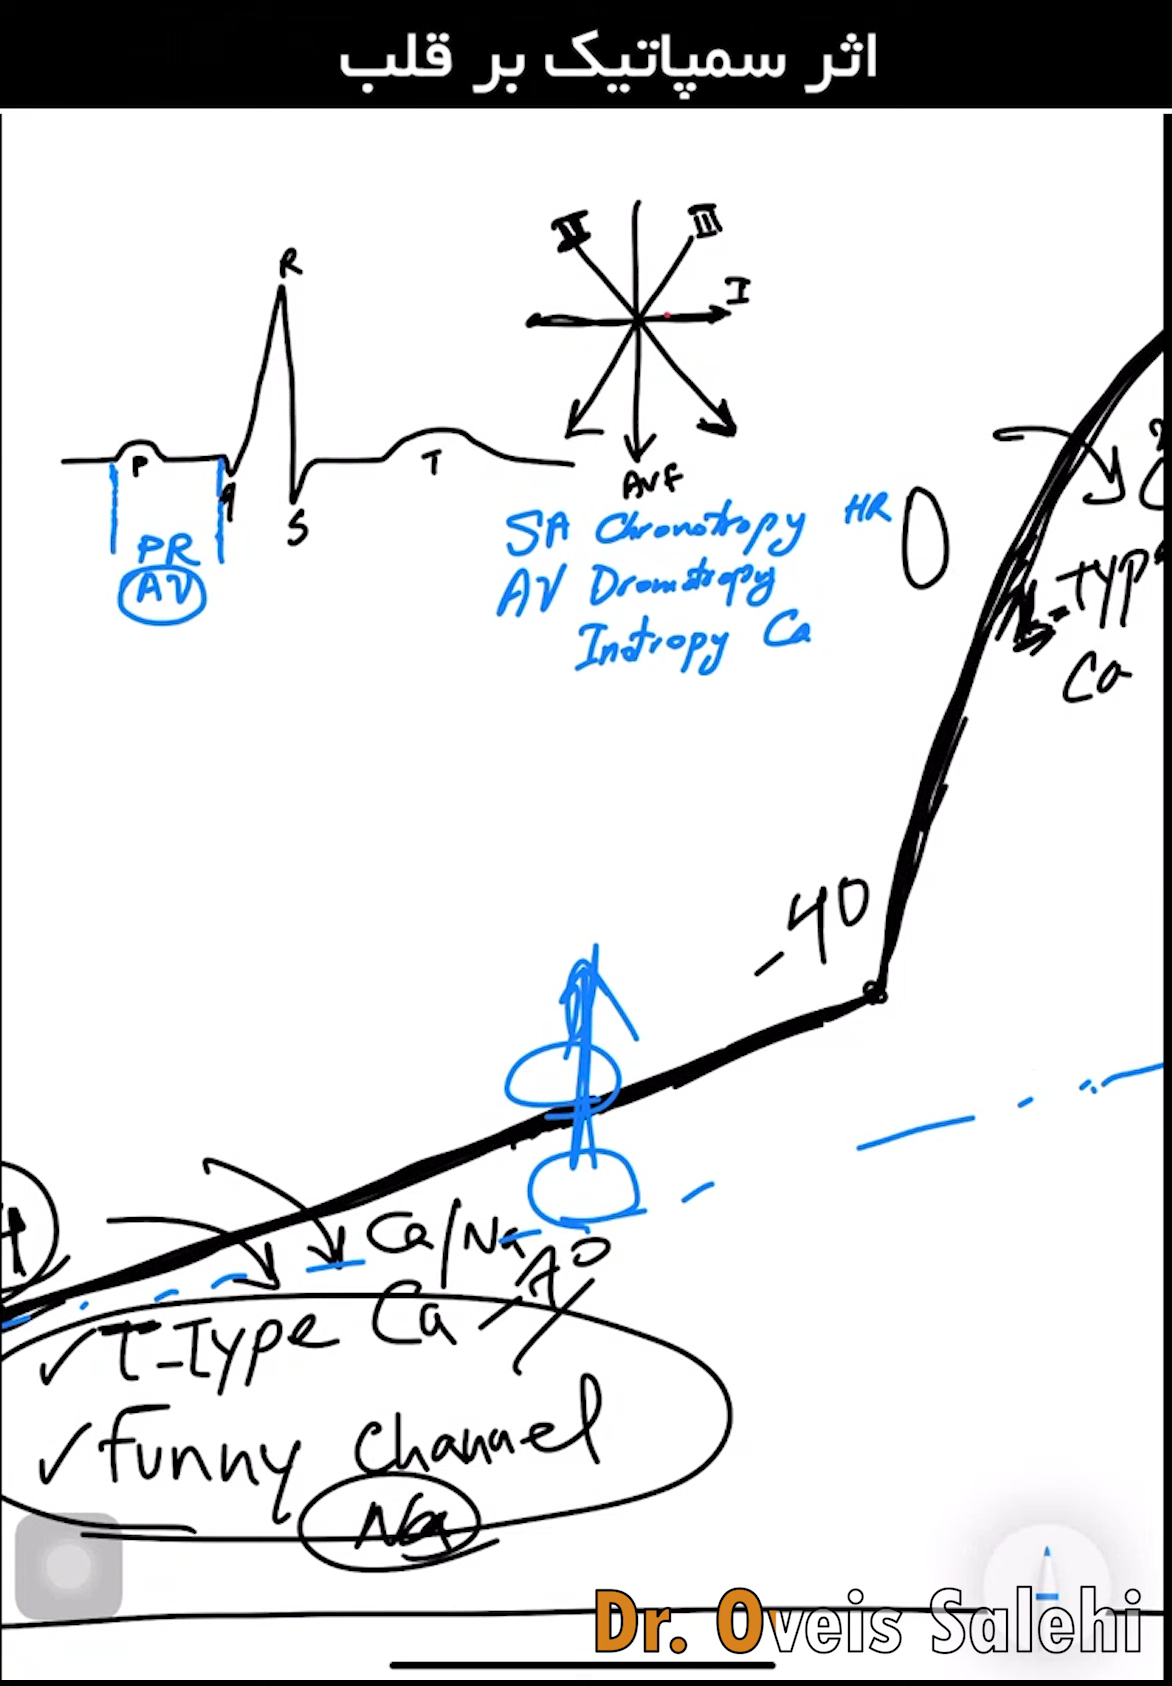 اثر سمپاتیک بر قلب
R
II III
I
P
q
S
T
AVF
PR
AV
SA Chronotropy HR
AV Dromotropy
Inotropy Ca
-Type
Ca
-40
Ca/Na
T-Type Ca
Funny Channel
Na
Dr. Oveis Salehi